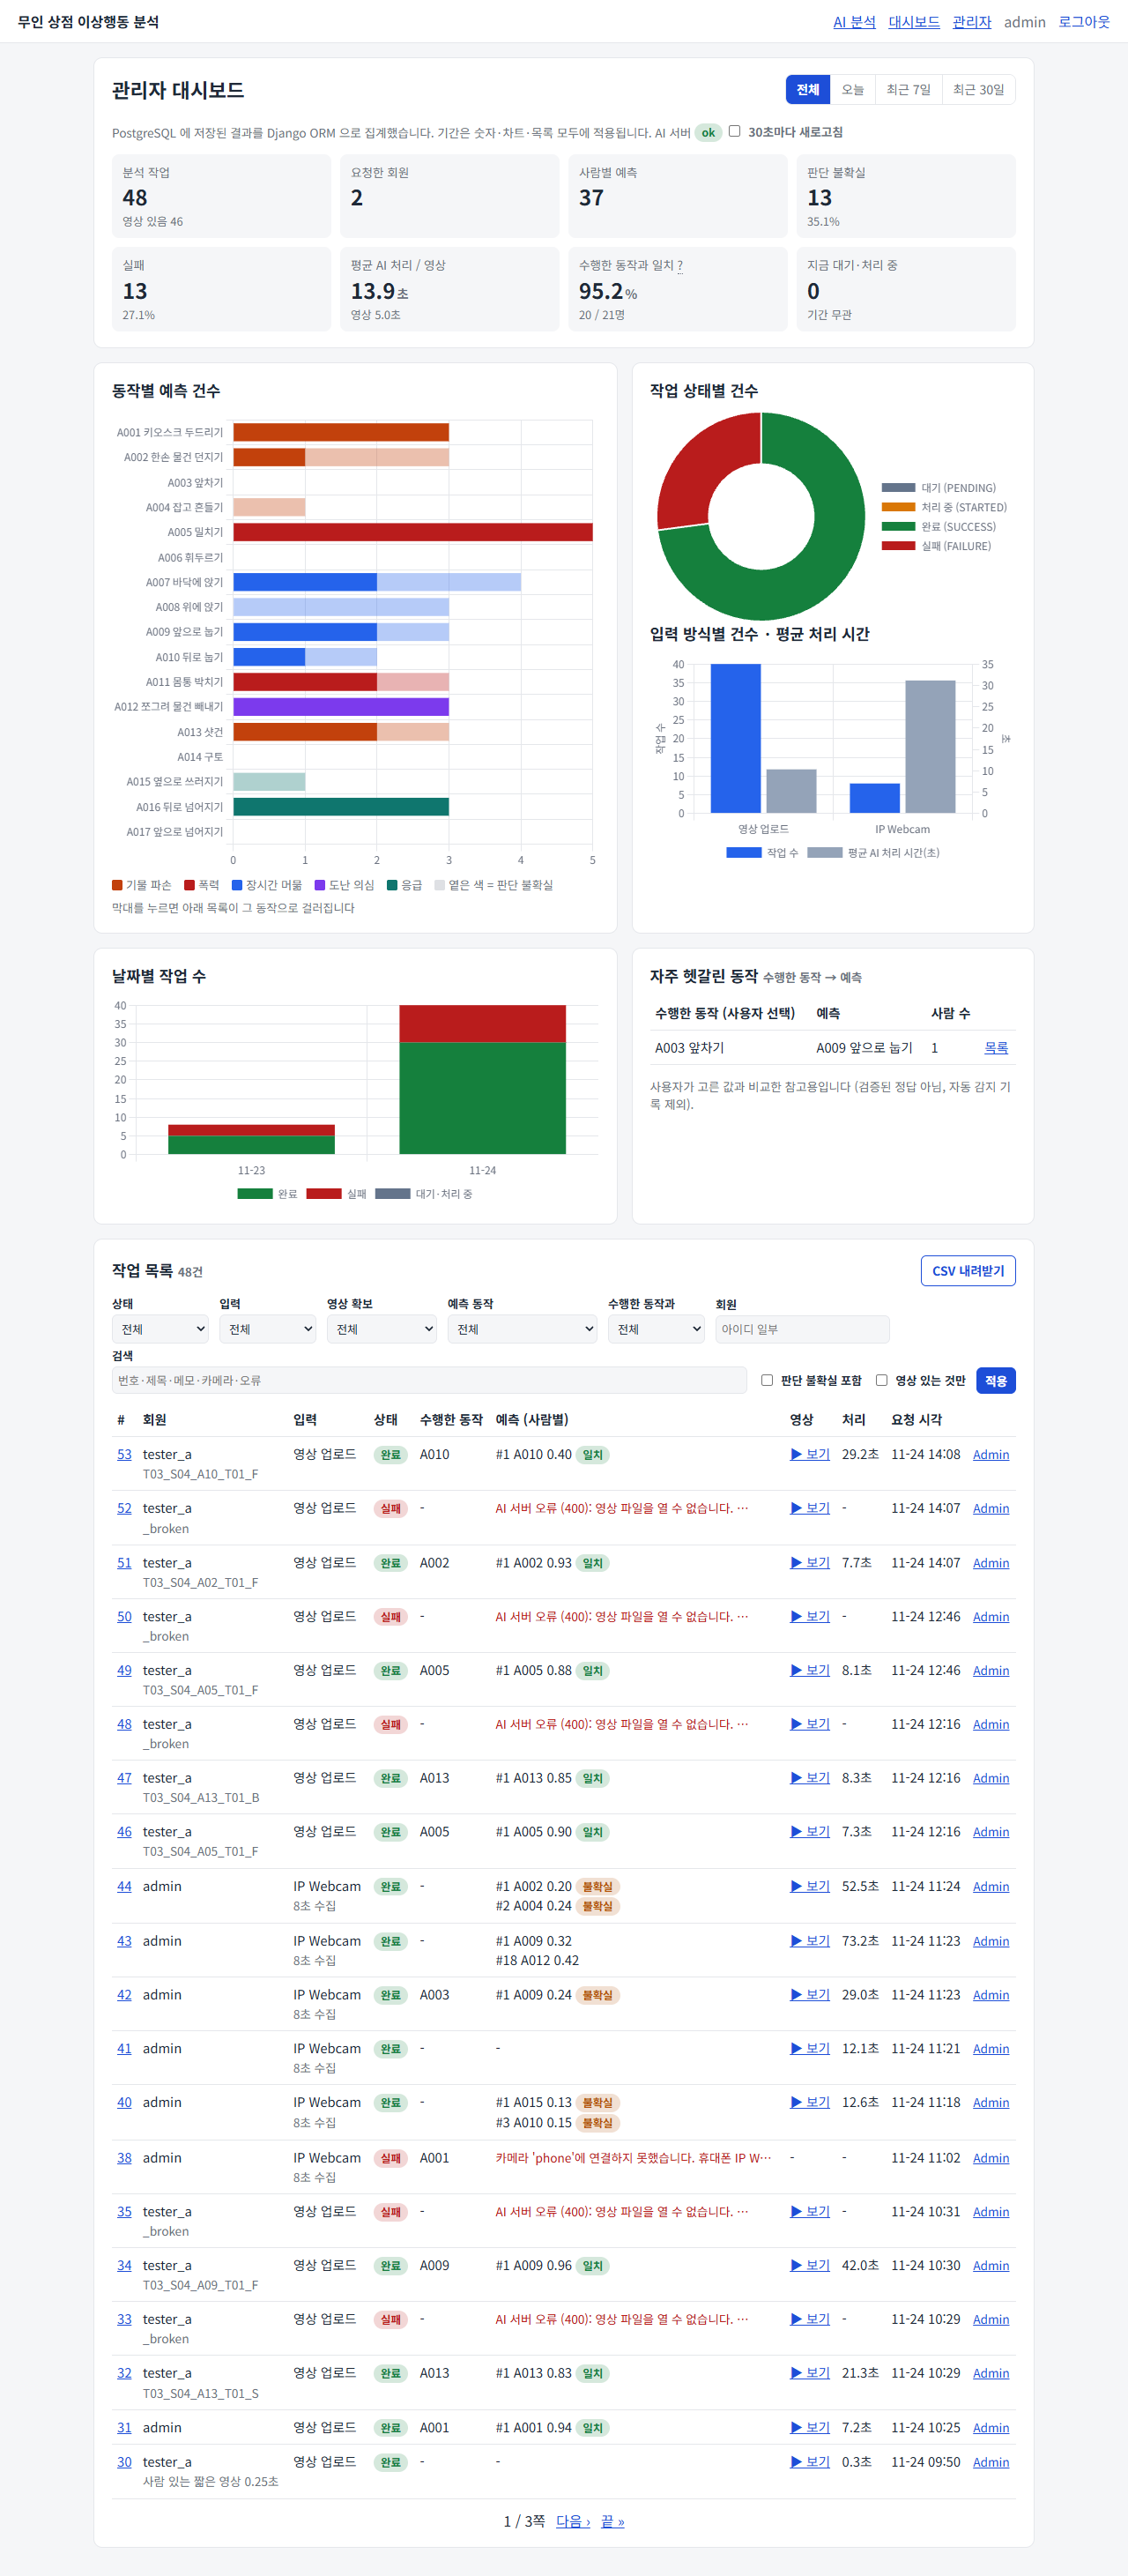 무인 상점 이상행동 분석
AI 분석 대시보드 관리자 admin 로그아웃
관리자 대시보드
전체 오늘 최근 7일 최근 30일
PostgreSQL 에 저장된 결과를 Django ORM 으로 집계했습니다. 기간은 숫자·차트·목록 모두에 적용됩니다. AI 서버 ok 30초마다 새로고침
분석 작업
48
영상 있음 46
요청한 회원
2
사람별 예측
37
판단 불확실
13
35.1%
실패
13
27.1%
평균 AI 처리 / 영상
13.9초
영상 5.0초
수행한 동작과 일치 ?
95.2%
20 / 21명
지금 대기·처리 중
0
기간 무관
동작별 예측 건수
A001 키오스크 두드리기
A002 한손 물건 던지기
A003 앞차기
A004 잡고 흔들기
A005 밀치기
A006 휘두르기
A007 바닥에 앉기
A008 위에 앉기
A009 앞으로 눕기
A010 뒤로 눕기
A011 몸통 박치기
A012 쪼그려 물건 빼내기
A013 샷건
A014 구토
A015 옆으로 쓰러지기
A016 뒤로 넘어지기
A017 앞으로 넘어지기
0 1 2 3 4 5
기물 파손 폭력 장시간 머묾 도난 의심 응급 옅은 색 = 판단 불확실
막대를 누르면 아래 목록이 그 동작으로 걸러집니다
작업 상태별 건수
대기 (PENDING)
처리 중 (STARTED)
완료 (SUCCESS)
실패 (FAILURE)
입력 방식별 건수 · 평균 처리 시간
40
35
30
25
20
15
10
5
0
작업 수
35
30
25
20
15
10
5
0
초
영상 업로드 IP Webcam
작업 수 평균 AI 처리 시간(초)
날짜별 작업 수
40
35
30
25
20
15
10
5
0
11-23 11-24
완료 실패 대기·처리 중
자주 헷갈린 동작 수행한 동작 → 예측
수행한 동작 (사용자 선택) 예측 사람 수
A003 앞차기 A009 앞으로 눕기 1 목록
사용자가 고른 값과 비교한 참고용입니다 (검증된 정답 아님, 자동 감지 기
록 제외).
작업 목록 48건
CSV 내려받기
상태 입력 영상 확보 예측 동작 수행한 동작과 회원
전체 전체 전체 전체 전체 아이디 일부
검색
번호·제목·메모·카메라·오류 판단 불확실 포함 영상 있는 것만 적용
# 회원 입력 상태 수행한 동작 예측 (사람별) 영상 처리 요청 시각
53 tester_a 영상 업로드 완료 A010 #1 A010 0.40 일치 ▶ 보기 29.2초 11-24 14:08 Admin
T03_S04_A10_T01_F
52 tester_a 영상 업로드 실패 - AI 서버 오류 (400): 영상 파일을 열 수 없습니다. … ▶ 보기 - 11-24 14:07 Admin
_broken
51 tester_a 영상 업로드 완료 A002 #1 A002 0.93 일치 ▶ 보기 7.7초 11-24 14:07 Admin
T03_S04_A02_T01_F
50 tester_a 영상 업로드 실패 - AI 서버 오류 (400): 영상 파일을 열 수 없습니다. … ▶ 보기 - 11-24 12:46 Admin
_broken
49 tester_a 영상 업로드 완료 A005 #1 A005 0.88 일치 ▶ 보기 8.1초 11-24 12:46 Admin
T03_S04_A05_T01_F
48 tester_a 영상 업로드 실패 - AI 서버 오류 (400): 영상 파일을 열 수 없습니다. … ▶ 보기 - 11-24 12:16 Admin
_broken
47 tester_a 영상 업로드 완료 A013 #1 A013 0.85 일치 ▶ 보기 8.3초 11-24 12:16 Admin
T03_S04_A13_T01_B
46 tester_a 영상 업로드 완료 A005 #1 A005 0.90 일치 ▶ 보기 7.3초 11-24 12:16 Admin
T03_S04_A05_T01_F
44 admin IP Webcam 완료 - #1 A002 0.20 불확실 ▶ 보기 52.5초 11-24 11:24 Admin
8초 수집 #2 A004 0.24 불확실
43 admin IP Webcam 완료 - #1 A009 0.32 ▶ 보기 73.2초 11-24 11:23 Admin
8초 수집 #18 A012 0.42
42 admin IP Webcam 완료 A003 #1 A009 0.24 불확실 ▶ 보기 29.0초 11-24 11:23 Admin
8초 수집
41 admin IP Webcam 완료 - - ▶ 보기 12.1초 11-24 11:21 Admin
8초 수집
40 admin IP Webcam 완료 - #1 A015 0.13 불확실 ▶ 보기 12.6초 11-24 11:18 Admin
8초 수집 #3 A010 0.15 불확실
38 admin IP Webcam 실패 A001 카메라 'phone'에 연결하지 못했습니다. 휴대폰 IP W… - - 11-24 11:02 Admin
8초 수집
35 tester_a 영상 업로드 실패 - AI 서버 오류 (400): 영상 파일을 열 수 없습니다. … ▶ 보기 - 11-24 10:31 Admin
_broken
34 tester_a 영상 업로드 완료 A009 #1 A009 0.96 일치 ▶ 보기 42.0초 11-24 10:30 Admin
T03_S04_A09_T01_F
33 tester_a 영상 업로드 실패 - AI 서버 오류 (400): 영상 파일을 열 수 없습니다. … ▶ 보기 - 11-24 10:29 Admin
_broken
32 tester_a 영상 업로드 완료 A013 #1 A013 0.83 일치 ▶ 보기 21.3초 11-24 10:29 Admin
T03_S04_A13_T01_S
31 admin 영상 업로드 완료 A001 #1 A001 0.94 일치 ▶ 보기 7.2초 11-24 10:25 Admin
30 tester_a 영상 업로드 완료 - - ▶ 보기 0.3초 11-24 09:50 Admin
사람 있는 짧은 영상 0.25초
1 / 3쪽 다음 › 끝 »